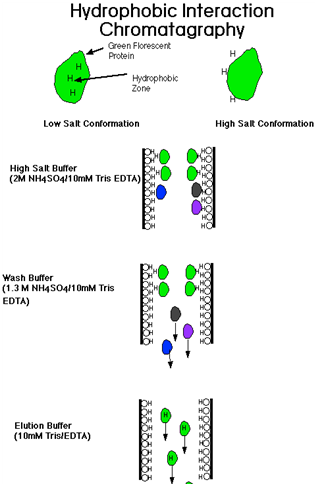 Hydrophobic Interaction
Chromatagraphy
Green Florescent
Protein
H
H
H
H
H
H
Hydrophobic
Zone
Low Salt Conformation
High Salt Conformation
High Salt Buffer
(2M NH4SO4/10mM Tris EDTA)
Wash Buffer
(1.3 M NH4SO4/10mM Tris
EDTA)
Elution Buffer
(10mM Tris/EDTA)
H
H
H